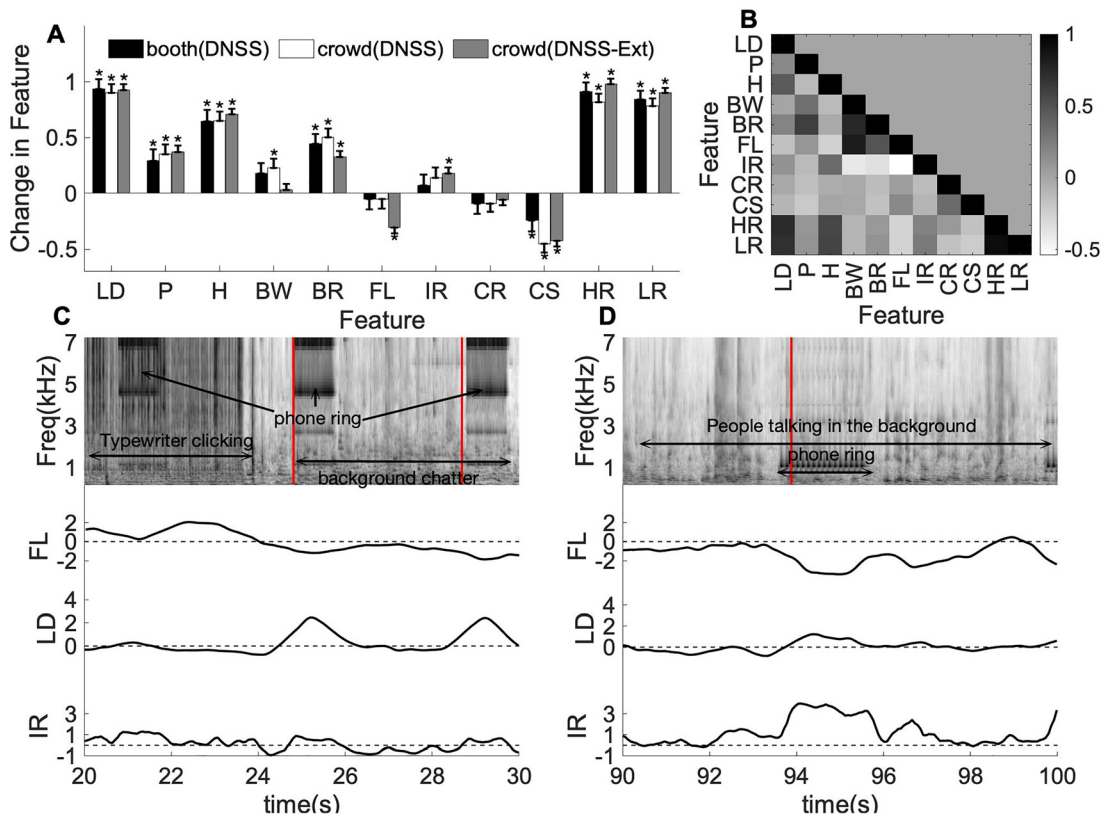 A
booth(DNSS) crowd(DNSS) crowd(DNSS-Ext)
Change in Feature
1
0.5
0
-0.5
* * * * * * * * * * * * * * * * * * * * * * * *
LD P H BW BR FL IR CR CS HR LR
Feature
B
Feature
LD
P
H
BW
BR
FL
IR
CR
CS
HR
LR
LD P H BW BR FL IR CR CS HR LR
Feature
1
0.5
0
-0.5
C
Freq(kHz)
7
5
3
1
phone ring
Typewriter clicking
background chatter
FL
2
0
-2
LD
4
2
0
IR
3
1
-1
20 22 24 26 28 30
time(s)
D
Freq(kHz)
7
5
3
1
People talking in the background
phone ring
FL
2
0
-2
LD
4
2
0
IR
3
1
-1
90 92 94 96 98 100
time(s)